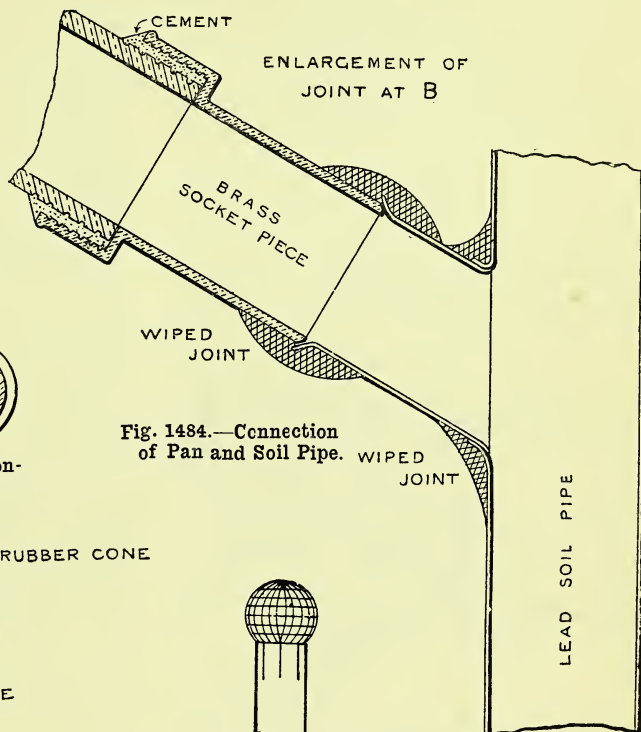 CEMENT
ENLARGEMENT OF
JOINT AT B
BRASS
SOCKET PIECE
WIPED
JOINT
Fig. 1484.—Connection
of Pan and Soil Pipe.
WIPED
JOINT
on-
RUBBER CONE
LEAD SOIL PIPE
E